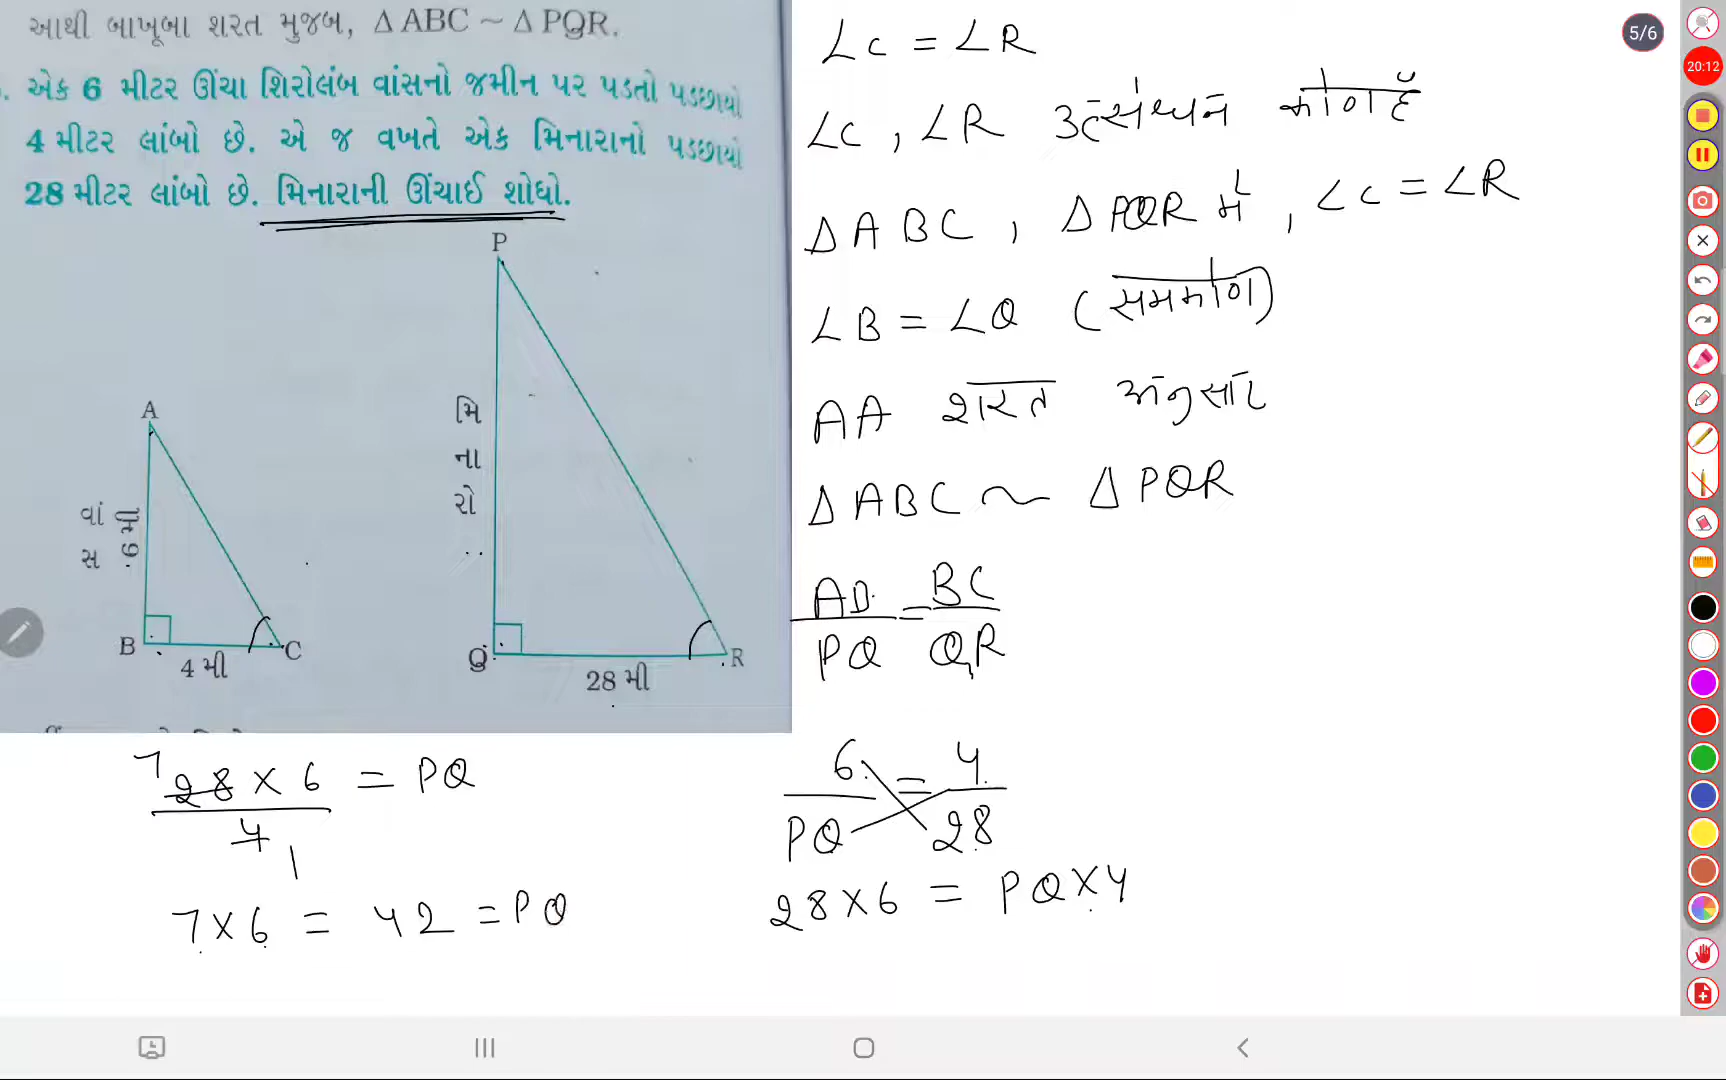 આથી બાખૂબા શરત મુજબ, Δ ABC ~ Δ PQR.
. એક 6 મીટર ઊંચા શિરોલંબ વાંસનો જમીન પર પડતો પડછાયો
4 મીટર લાંબો છે. એ જ વખતે એક મિનારાનો પડછાયો
28 મીટર લાંબો છે. મિનારાની ઊંચાઈ શોધો.
P
A
વાં
સ
6 મી
B
4 મી
C
મિ
ના
રો
Q
28 મી
R
∠C = ∠R
∠C , ∠R
Δ ABC , Δ PQR में , ∠C = ∠R
∠B = ∠Q (समकोण)
AA शरत अनुसार
Δ ABC ~ Δ PQR
AB = BC
PQ QR
6 = 4
PQ 28
28 × 6 = PQ × 4
7
28 × 6 = PQ
4
1
7 × 6 = 42 = PQ
5/6
20:12